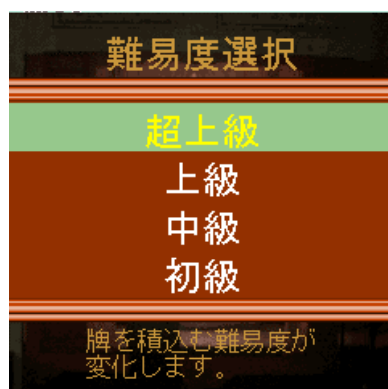 難易度選択
超上級
上級
中級
初級
牌を積込む難易度が
変化します。